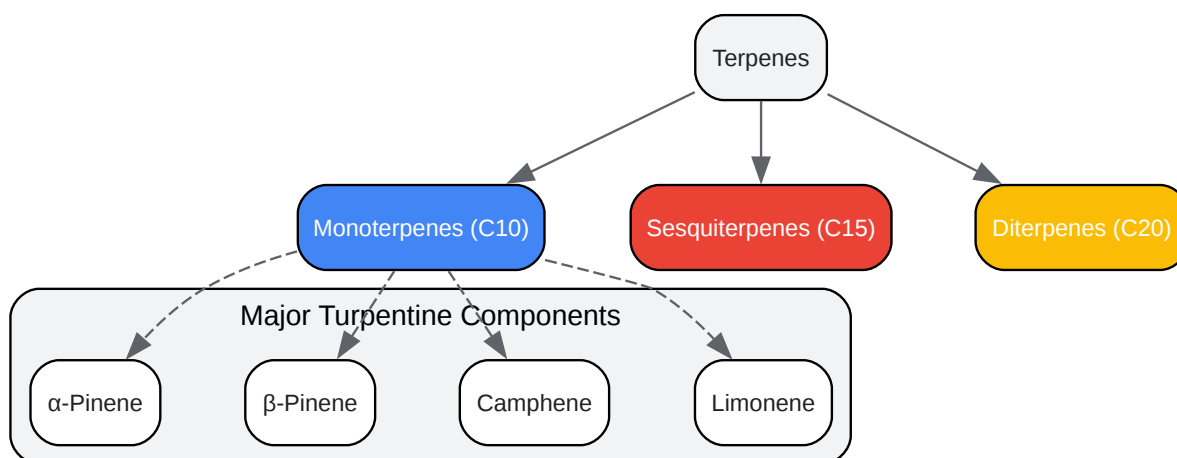 Terpenes
Monoterpenes (C10)
Sesquiterpenes (C15)
Diterpenes (C20)
Major Turpentine Components
α-Pinene
β-Pinene
Camphene
Limonene